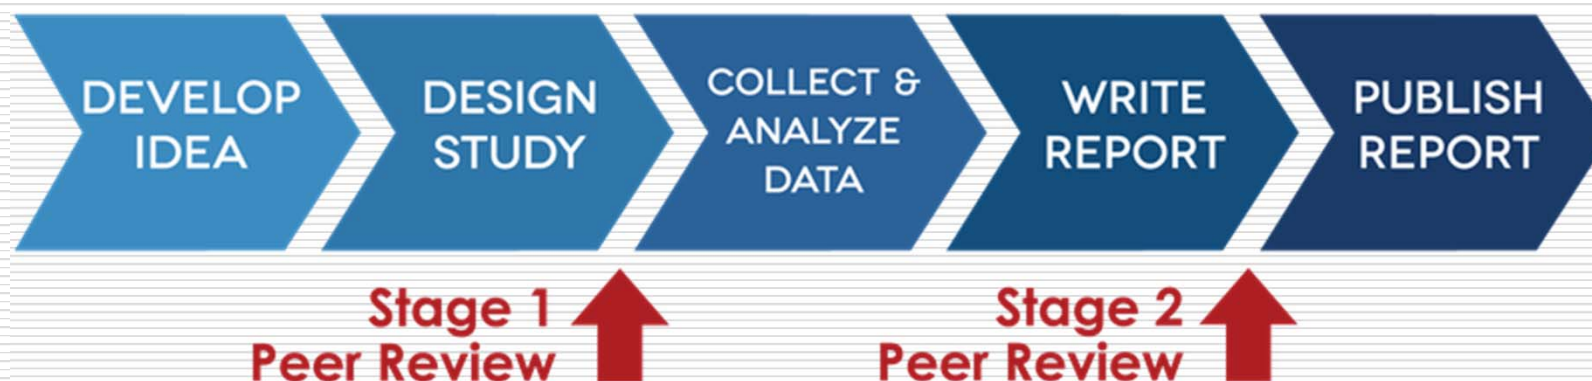 DEVELOP
IDEA
DESIGN
STUDY
COLLECT &
ANALYZE
DATA
WRITE
REPORT
PUBLISH
REPORT
Stage 1
Peer Review
Stage 2
Peer Review